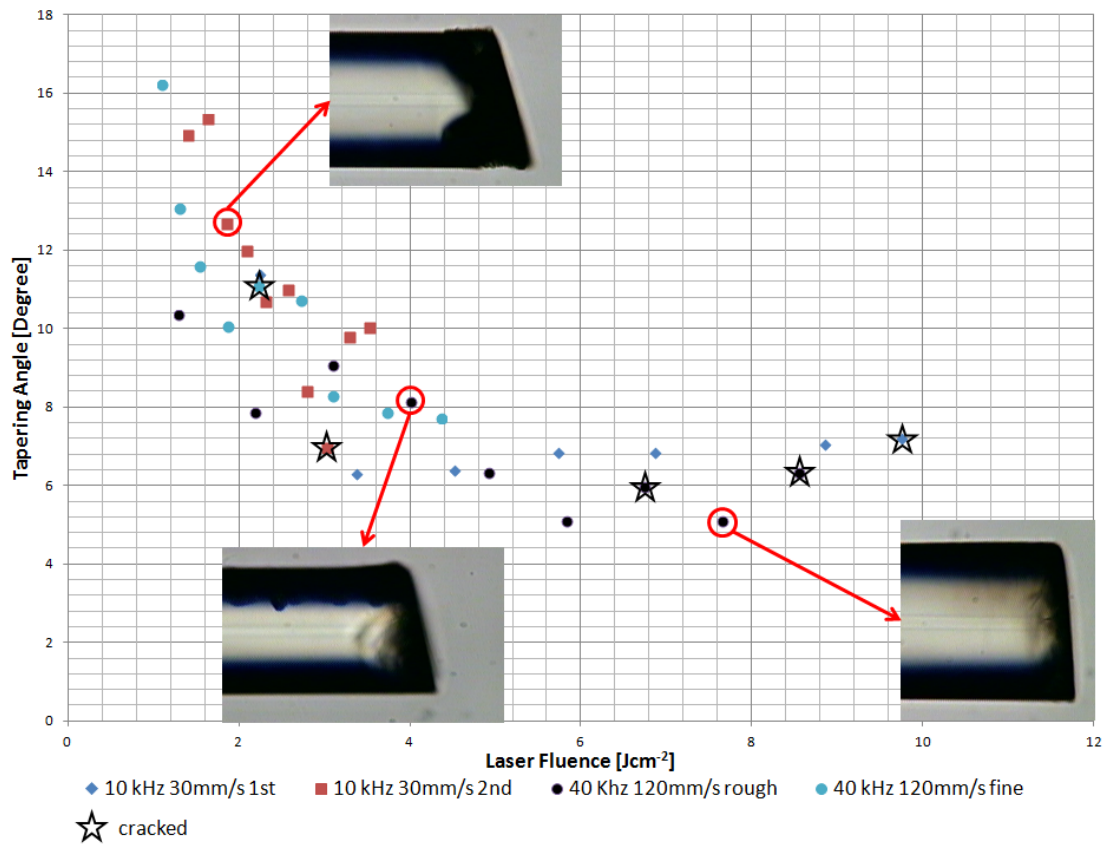 18
16
14
12
10
8
6
4
2
0
Tapering Angle [Degree]
0 2 4 6 8 10 12
Laser Fluence [Jcm⁻²]
10 kHz 30mm/s 1st 10 kHz 30mm/s 2nd 40 Khz 120mm/s rough 40 kHz 120mm/s fine
cracked